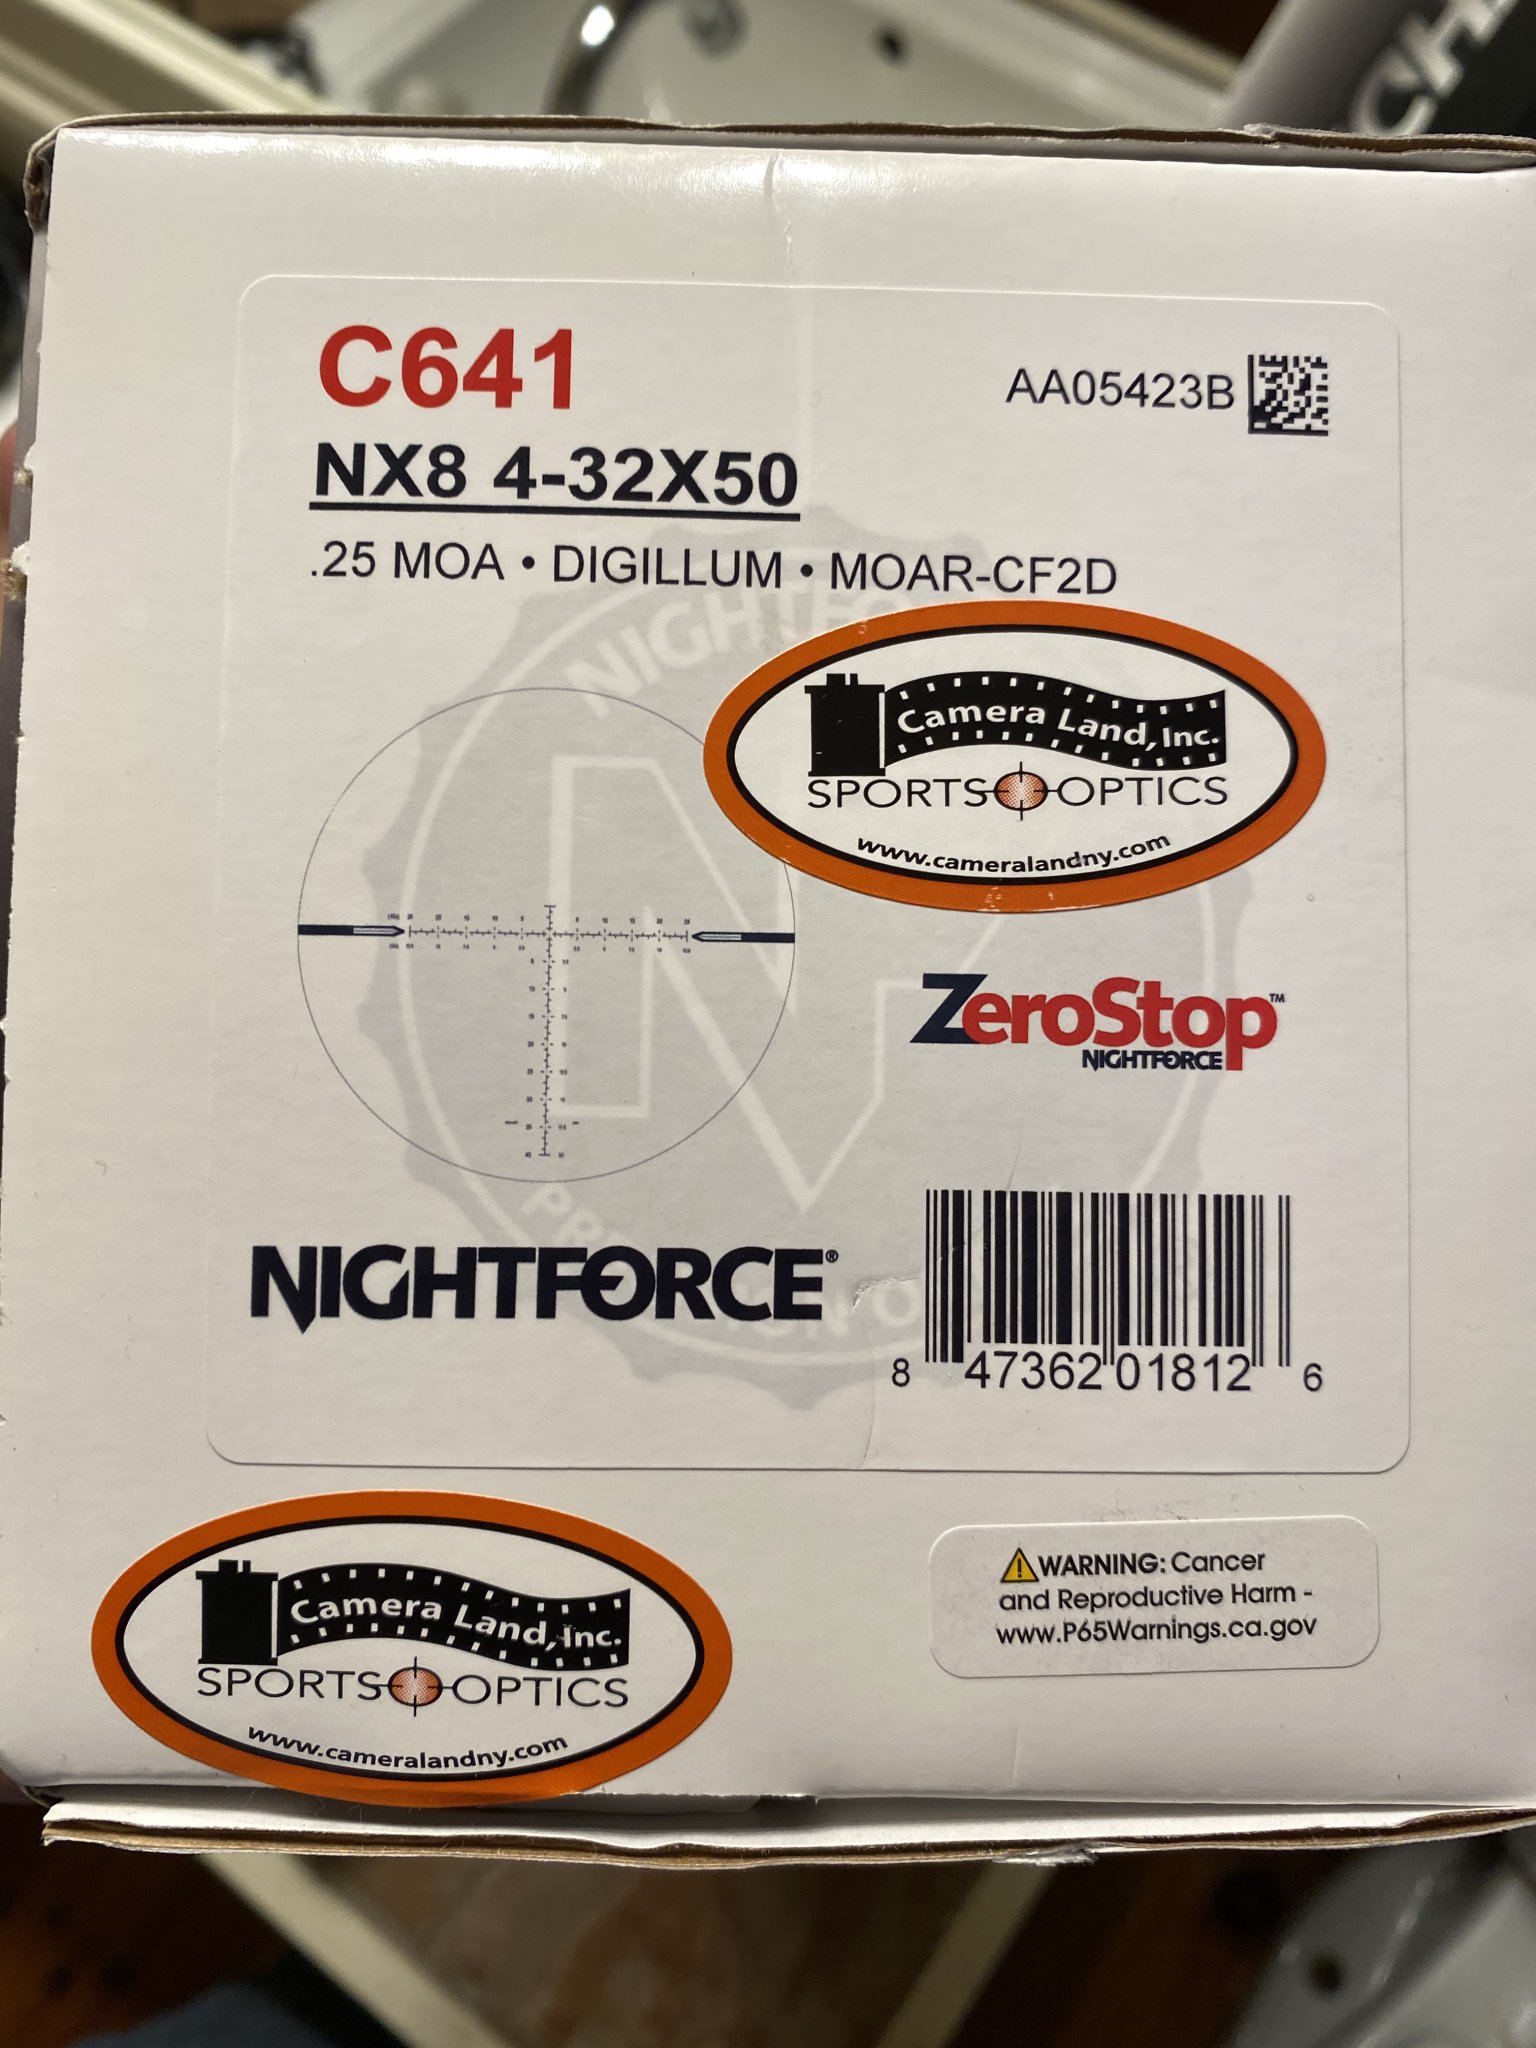 CH
C641
AA05423B
NX8 4-32X50
.25 MOA • DIGILLUM • MOAR-CF2D
Camera Land, Inc.
SPORTS OPTICS
www.cameralandny.com
ZeroStop™
NIGHTFORCE
NIGHTFORCE®
8 47362 01812 6
Camera Land, Inc.
SPORTS OPTICS
www.cameralandny.com
WARNING: Cancer
and Reproductive Harm -
www.P65Warnings.ca.gov